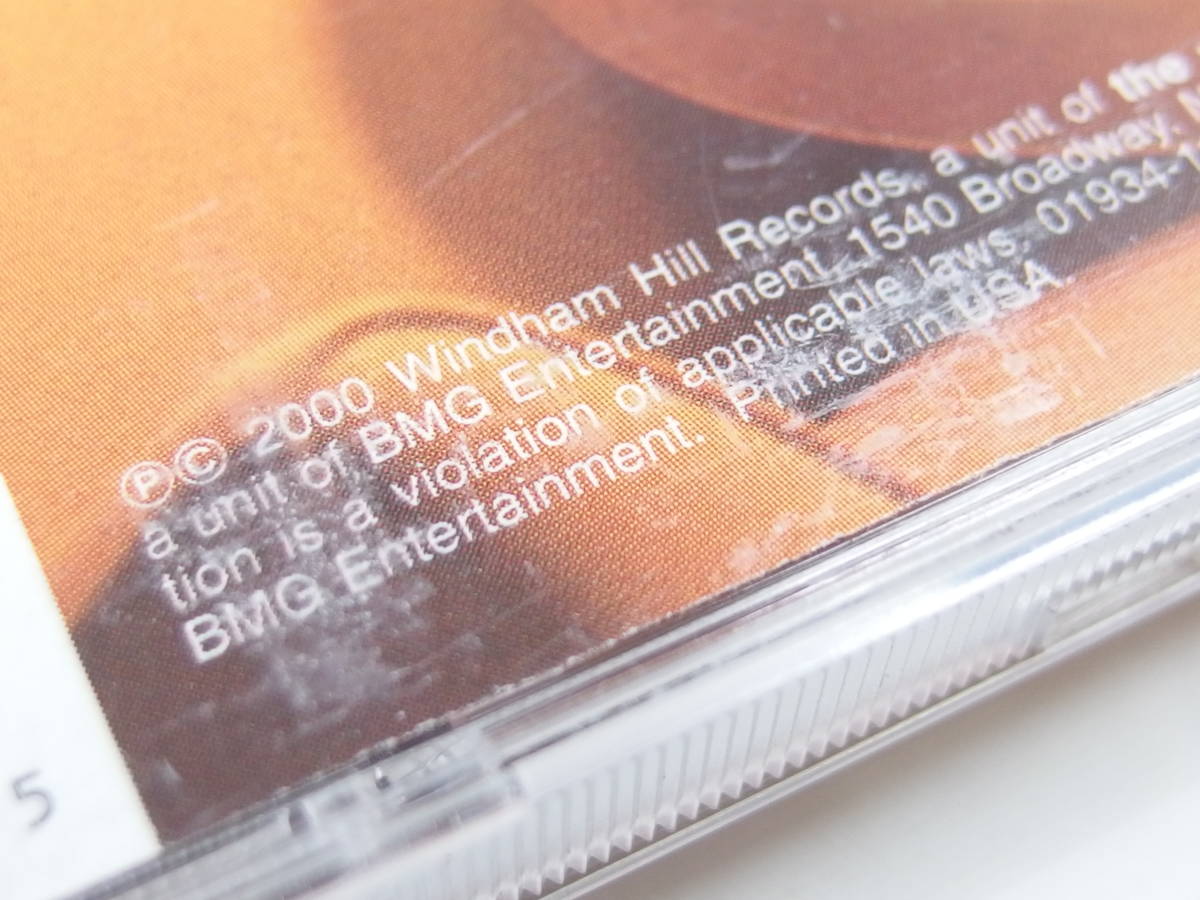 ℗© 2000 Windham Hill Records, a unit of the
a unit of BMG Entertainment, 1540 Broadway,
tion is a violation of applicable laws. 01934-1
BMG Entertainment. Printed in USA.
5